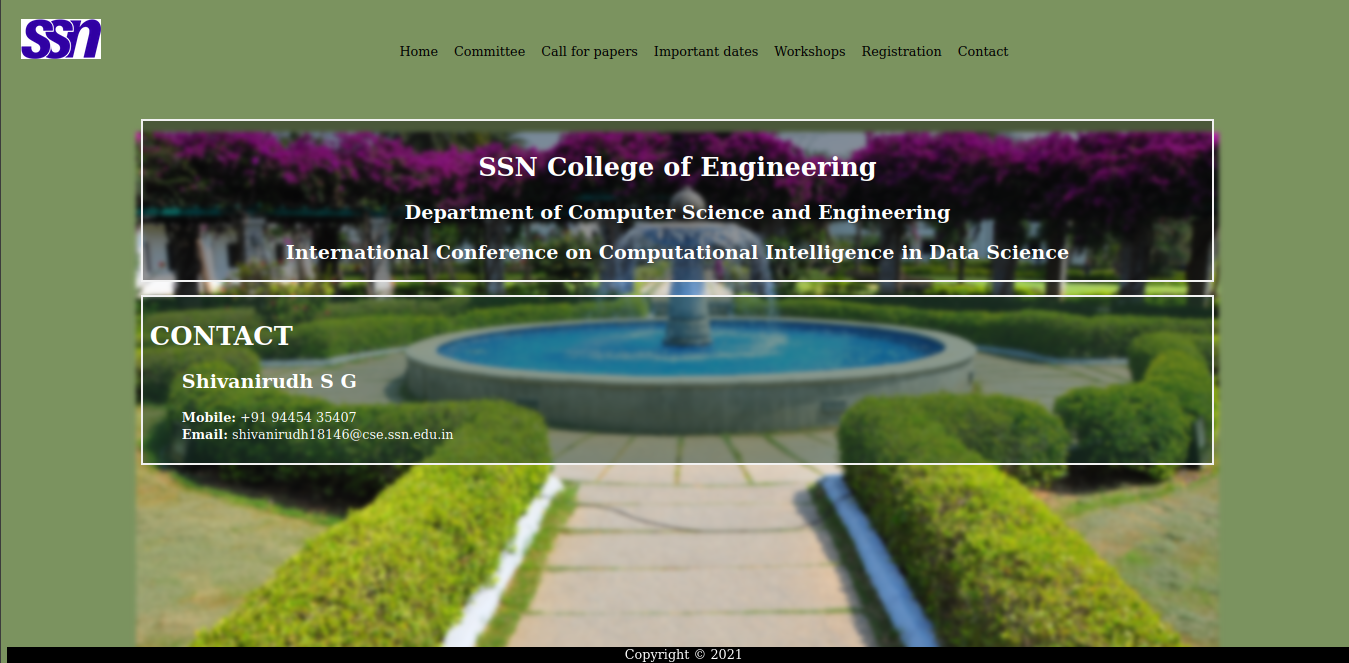 ssn
Home Committee Call for papers Important dates Workshops Registration Contact
SSN College of Engineering
Department of Computer Science and Engineering
International Conference on Computational Intelligence in Data Science
CONTACT
Shivanirudh S G
Mobile: +91 94454 35407
Email: shivanirudh18146@cse.ssn.edu.in
Copyright © 2021